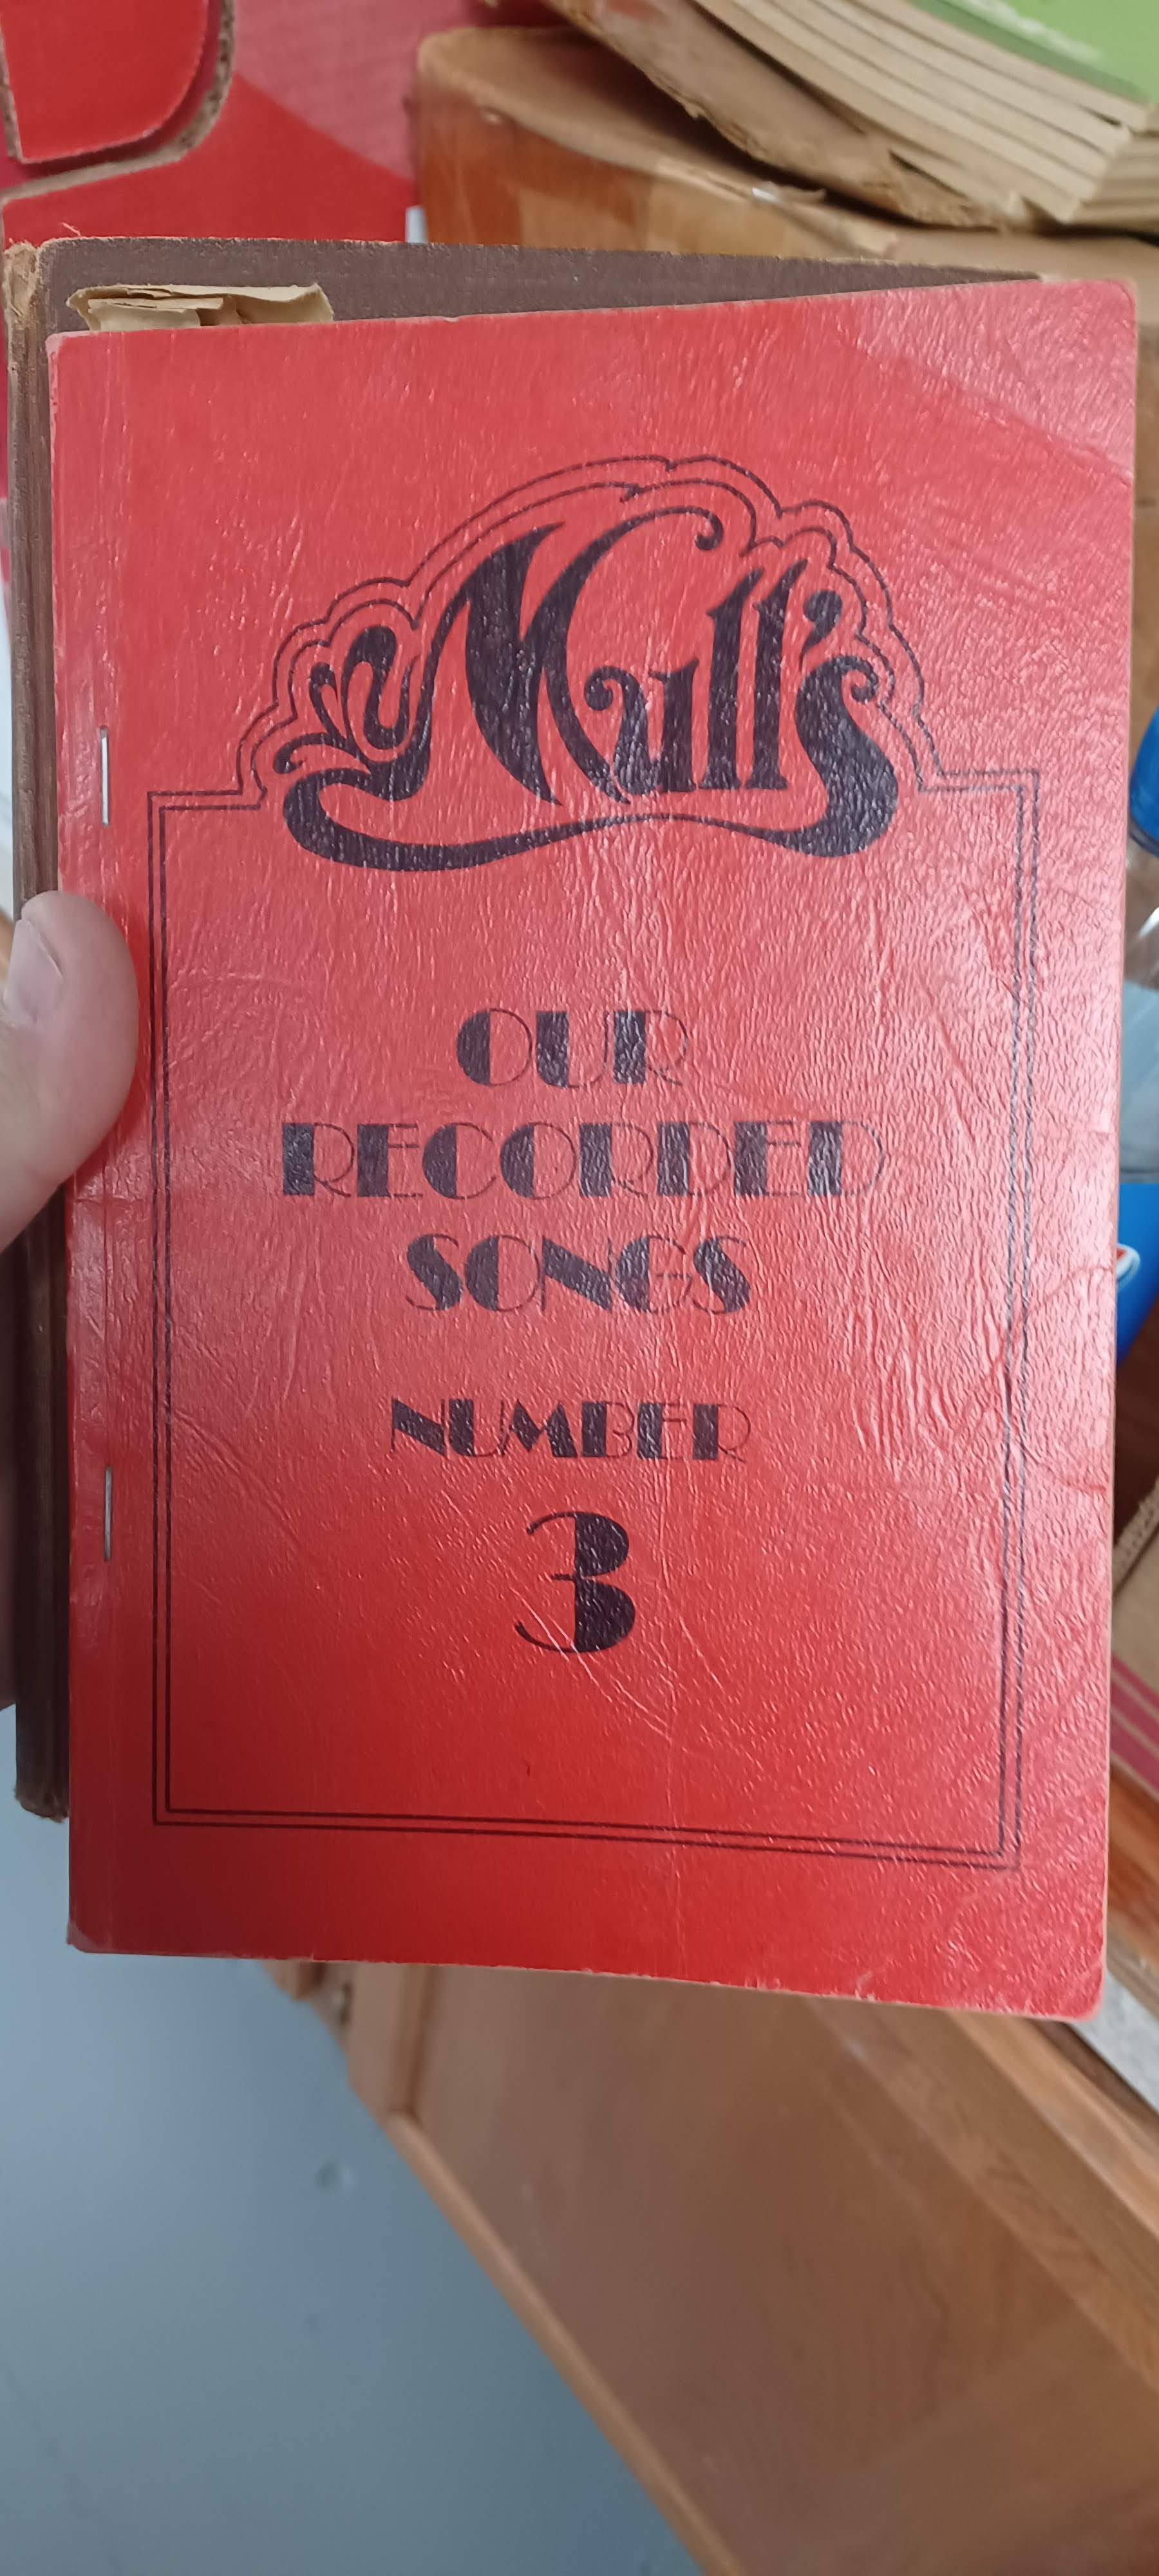 Mull's
OUR
RECORDED
SONGS
NUMBER
3